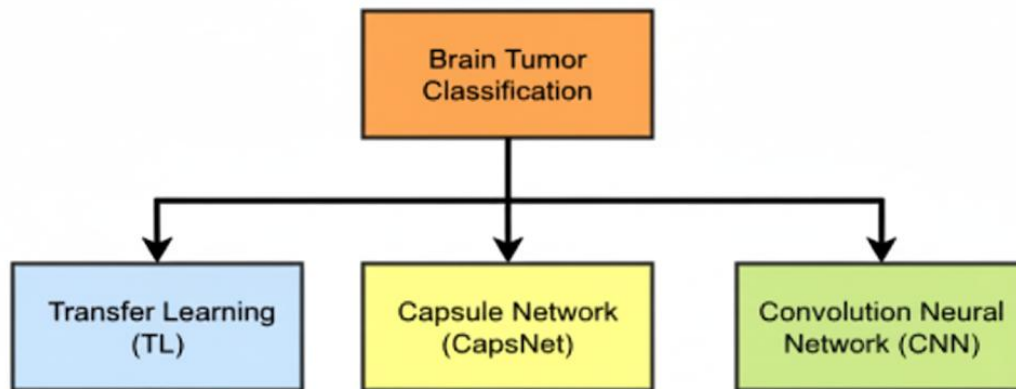 Brain Tumor
Classification
Transfer Learning
(TL)
Capsule Network
(CapsNet)
Convolution Neural
Network (CNN)